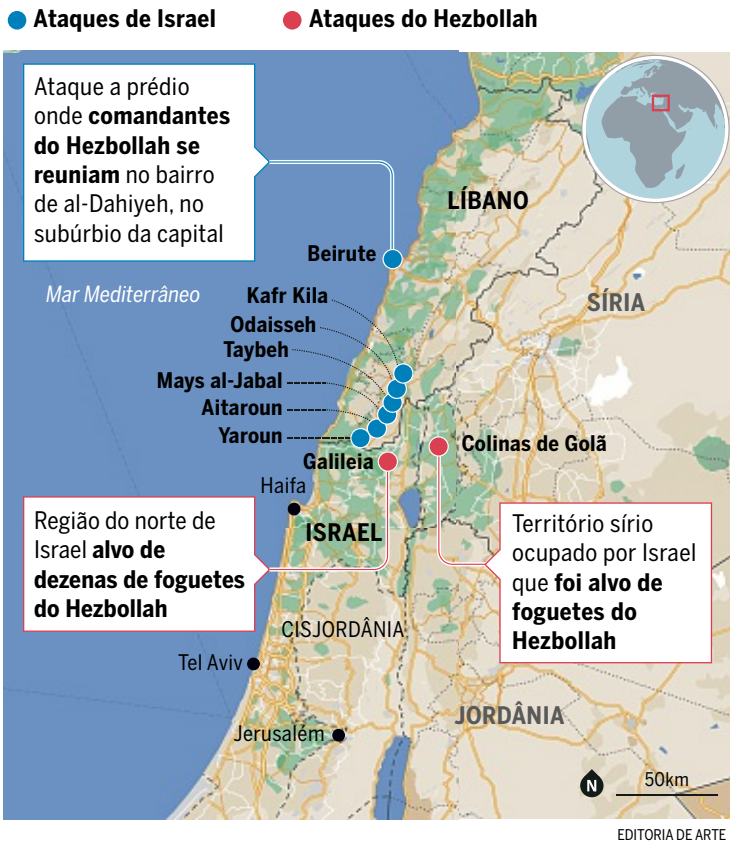 Ataques de Israel
Ataques do Hezbollah
Ataque a prédio
onde comandantes
do Hezbollah se
reuniam no bairro
de al-Dahiyeh, no
subúrbio da capital
LÍBANO
Beirute
Mar Mediterrâneo
Kafr Kila
SÍRIA
Odaisseh
Taybeh
Mays al-Jabal
Aitaroun
Yaroun
Colinas de Golã
Galileia
Haifa
Região do norte de
Israel alvo de
dezenas de foguetes
do Hezbollah
ISRAEL
Território sírio
ocupado por Israel
que foi alvo de
foguetes do
Hezbollah
CISJORDÂNIA
Tel Aviv
JORDÂNIA
Jerusalém
N
50km
EDITORIA DE ARTE